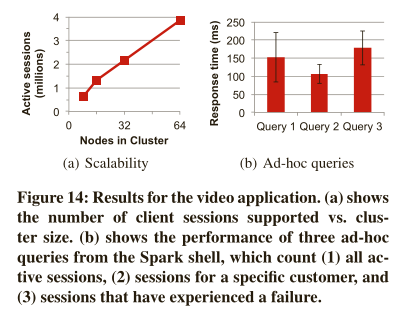 Active sessions
(millions)
4
3
2
1
0
0 32 64
Nodes in Cluster
(a) Scalability
Response time (ms)
250
200
150
100
50
0
Query 1 Query 2 Query 3
(b) Ad-hoc queries
Figure 14: Results for the video application. (a) shows
the number of client sessions supported vs. clus-
ter size. (b) shows the performance of three ad-hoc
queries from the Spark shell, which count (1) all ac-
tive sessions, (2) sessions for a specific customer, and
(3) sessions that have experienced a failure.